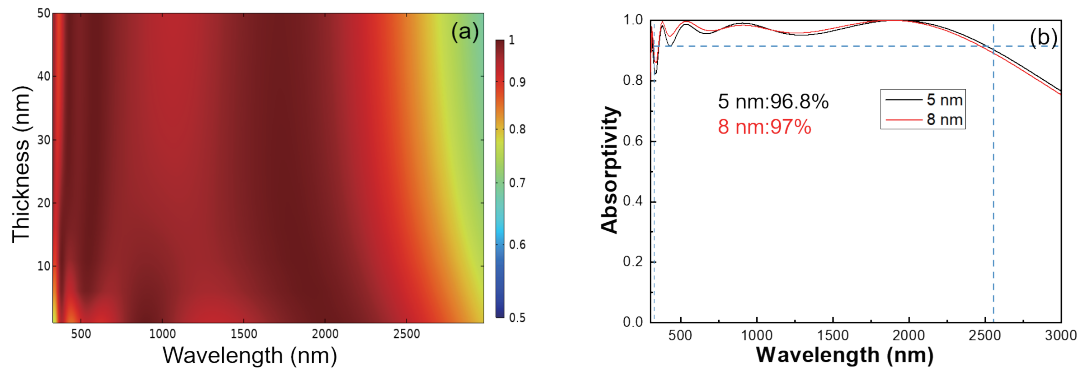 (a)
50
40
30
20
10
Thickness (nm)
500
1000
1500
2000
2500
Wavelength (nm)
1
0.9
0.8
0.7
0.6
0.5
(b)
1.0
0.8
0.6
0.4
0.2
0.0
Absorptivity
5 nm:96.8%
8 nm:97%
5 nm
8 nm
500
1000
1500
2000
2500
3000
Wavelength (nm)